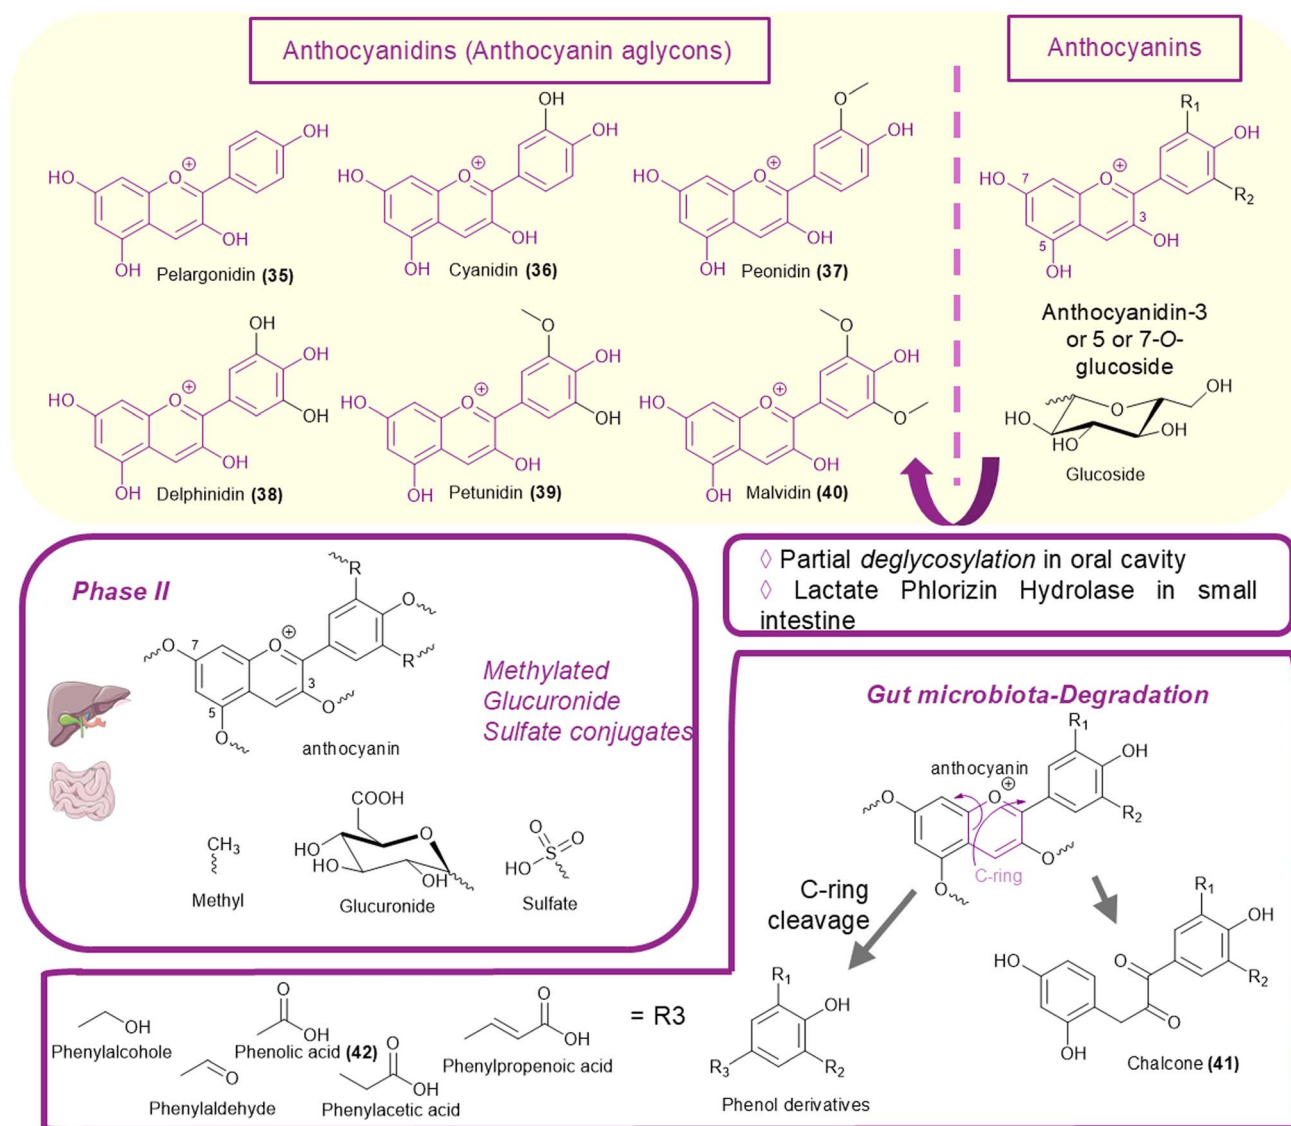 Anthocyanidins (Anthocyanin aglycons)
Anthocyanins
OH
HO
O
⊕
OH
OH
Pelargonidin (35)
OH
OH
HO
O
⊕
OH
OH
Cyanidin (36)
O
OH
HO
O
⊕
OH
OH
Peonidin (37)
R1
OH
HO
7
O
⊕
R2
3
OH
5
OH
Anthocyanidin-3
or 5 or 7-O-
glucoside
OH
O
HO
HO
OH
Glucoside
OH
OH
HO
O
⊕
OH
OH
OH
Delphinidin (38)
O
OH
HO
O
⊕
OH
OH
OH
Petunidin (39)
O
OH
HO
O
⊕
O
OH
OH
Malvidin (40)
◊ Partial deglycosylation in oral cavity
◊ Lactate Phlorizin Hydrolase in small
intestine
Phase II
R
O
O
7
O
⊕
R
3
O
5
O
anthocyanin
Methylated
Glucuronide
Sulfate conjugates
CH3
Methyl
COOH
O
HO
HO
OH
Glucuronide
O
O
S
HO
Sulfate
Gut microbiota-Degradation
R1
OH
anthocyanin
⊕
O
O
R2
O
O
C-ring
C-ring
cleavage
R1
OH
R2
O
O
HO
OH
Chalcone (41)
OH
Phenylalcohole
O
OH
Phenolic acid (42)
O
OH
Phenylpropenoic acid
O
Phenylaldehyde
O
OH
Phenylacetic acid
= R3
R1
OH
R3
R2
Phenol derivatives